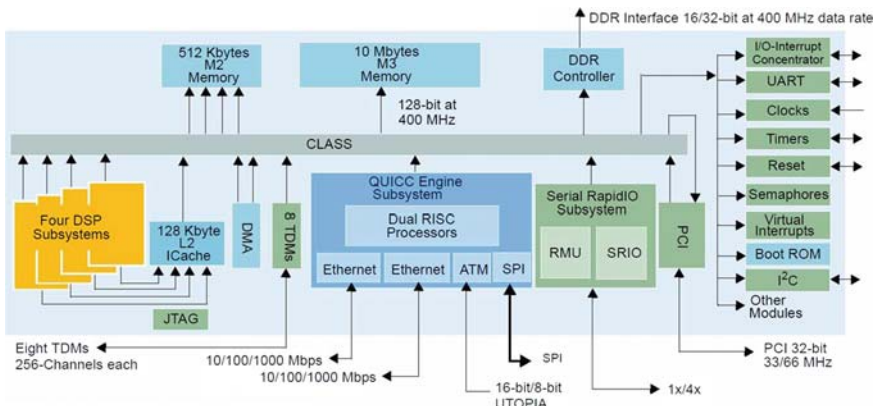 DDR Interface 16/32-bit at 400 MHz data rate
512 Kbytes
M2
Memory
10 Mbytes
M3
Memory
DDR
Controller
128-bit at
400 MHz
I/O-Interrupt
Concentrator
UART
Clocks
Timers
Reset
Semaphores
Virtual
Interrupts
Boot ROM
I²C
Other
Modules
CLASS
Four DSP
Subsystems
128 Kbyte
L2
ICache
DMA
8 TDMs
QUICC Engine
Subsystem
Dual RISC
Processors
Ethernet
Ethernet
ATM
SPI
Serial RapidIO
Subsystem
RMU
SRIO
PCI
JTAG
Eight TDMs
256-Channels each
10/100/1000 Mbps
10/100/1000 Mbps
SPI
16-bit/8-bit
UTOPIA
1x/4x
PCI 32-bit
33/66 MHz